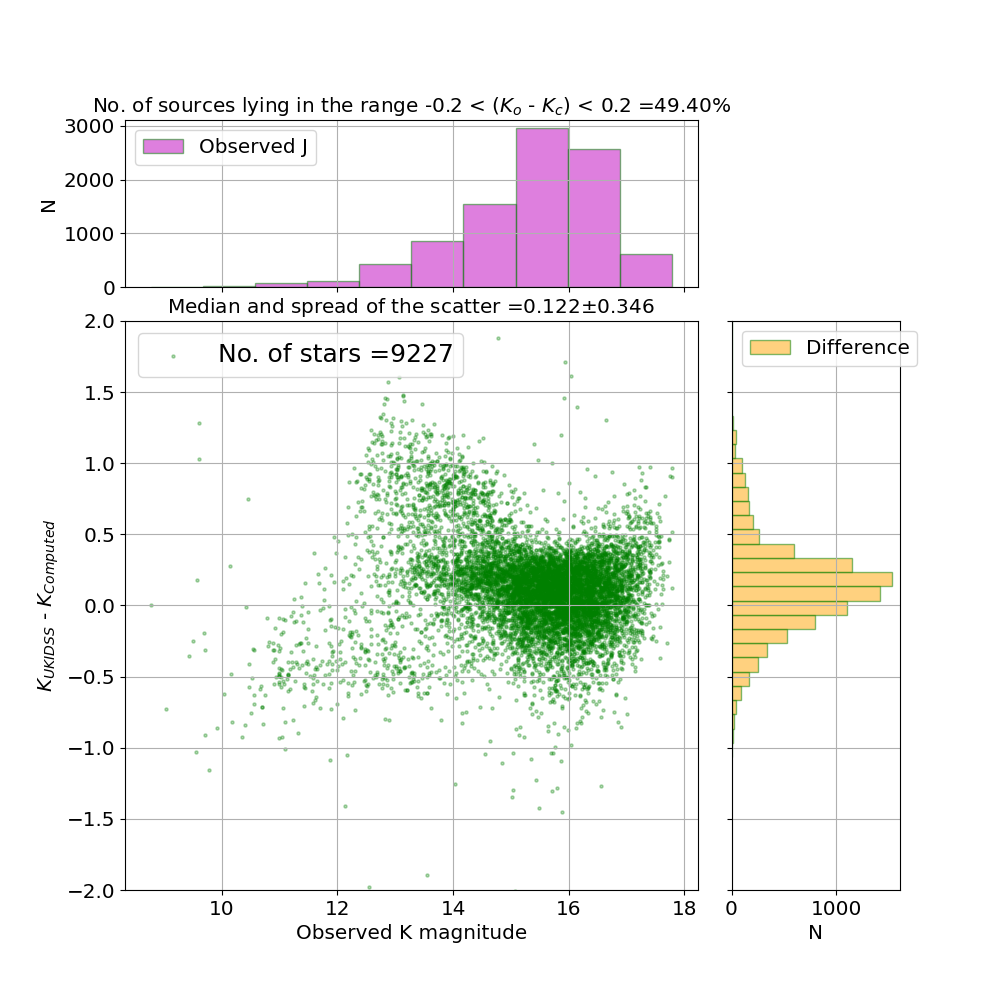 No. of sources lying in the range -0.2 < (K_o - K_c) < 0.2 =49.40%
3000
2000
1000
0
N
Observed J
Median and spread of the scatter =0.122±0.346
2.0
1.5
1.0
0.5
0.0
−0.5
−1.0
−1.5
−2.0
K_UKIDSS - K_Computed
No. of stars =9227
10 12 14 16 18
Observed K magnitude
Difference
0 1000
N